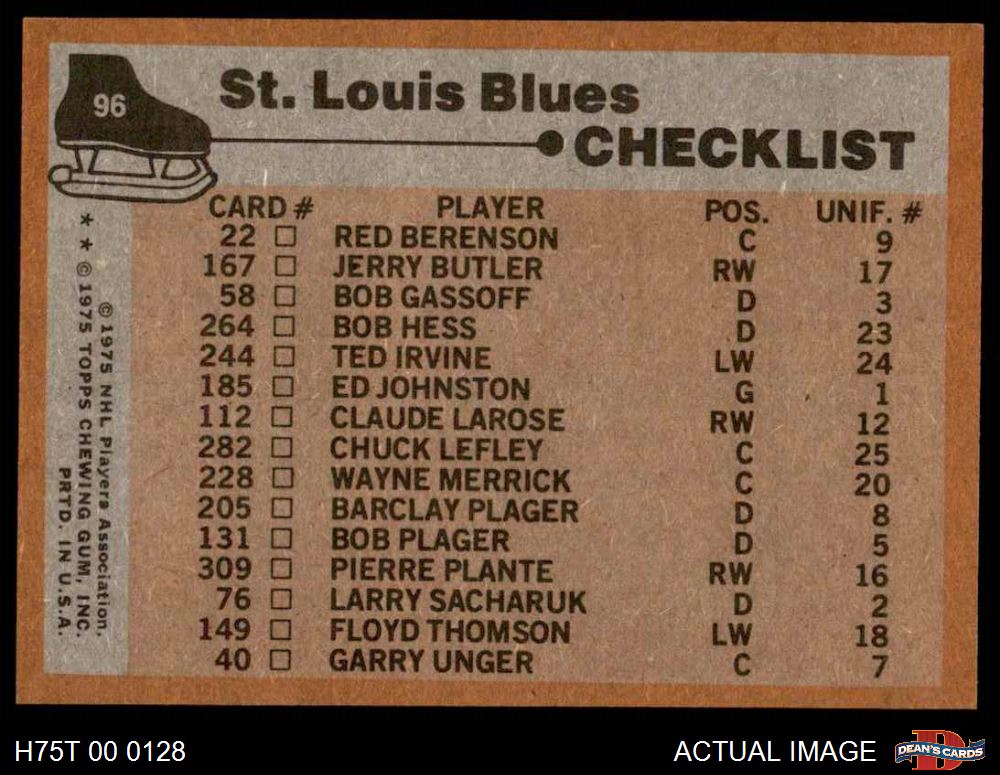 96
St. Louis Blues
CHECKLIST
CARD # PLAYER POS. UNIF. #
22 □ RED BERENSON C 9
167 □ JERRY BUTLER RW 17
58 □ BOB GASSOFF D 3
264 □ BOB HESS D 23
244 □ TED IRVINE LW 24
185 □ ED JOHNSTON G 1
112 □ CLAUDE LAROSE RW 12
282 □ CHUCK LEFLEY C 25
228 □ WAYNE MERRICK C 20
205 □ BARCLAY PLAGER D 8
131 □ BOB PLAGER D 5
309 □ PIERRE PLANTE RW 16
76 □ LARRY SACHARUK D 2
149 □ FLOYD THOMSON LW 18
40 □ GARRY UNGER C 7
© 1975 NHL Players Association.
* * © 1975 TOPPS CHEWING GUM, INC.
PRTD. IN U.S.A.
H75T 00 0128
ACTUAL IMAGE
D
DEAN'S CARDS